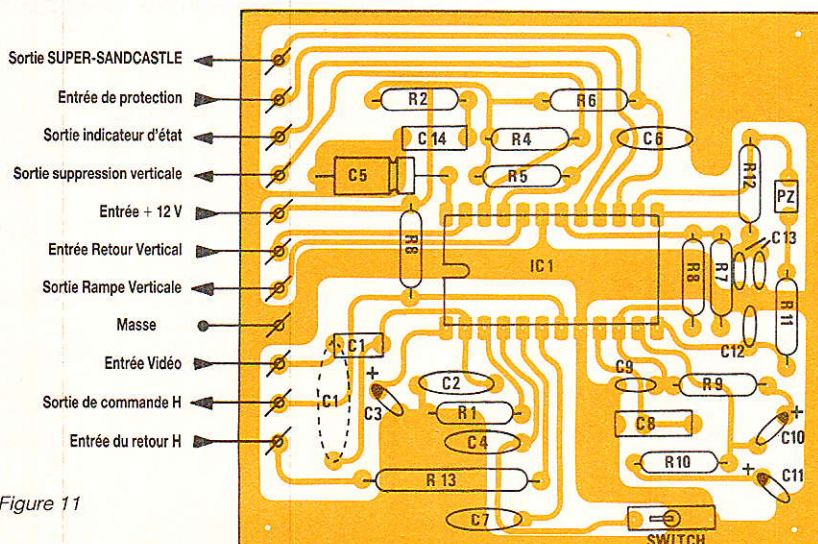 Sortie SUPER-SANDCASTLE
Entrée de protection
Sortie indicateur d'état
Sortie suppression verticale
Entrée + 12 V
Entrée Retour Vertical
Sortie Rampe Verticale
Masse
Entrée Vidéo
Sortie de commande H
Entrée du retour H
Figure 11
R2
R6
C14
R4
C6
C5
R5
R12
PZ
R8
IC1
R8
R7
C13
R11
C1
C12
C1
+
C3
C2
C9
R9
R1
C8
+
C10
C4
R10
+
C11
R13
C7
SWITCH